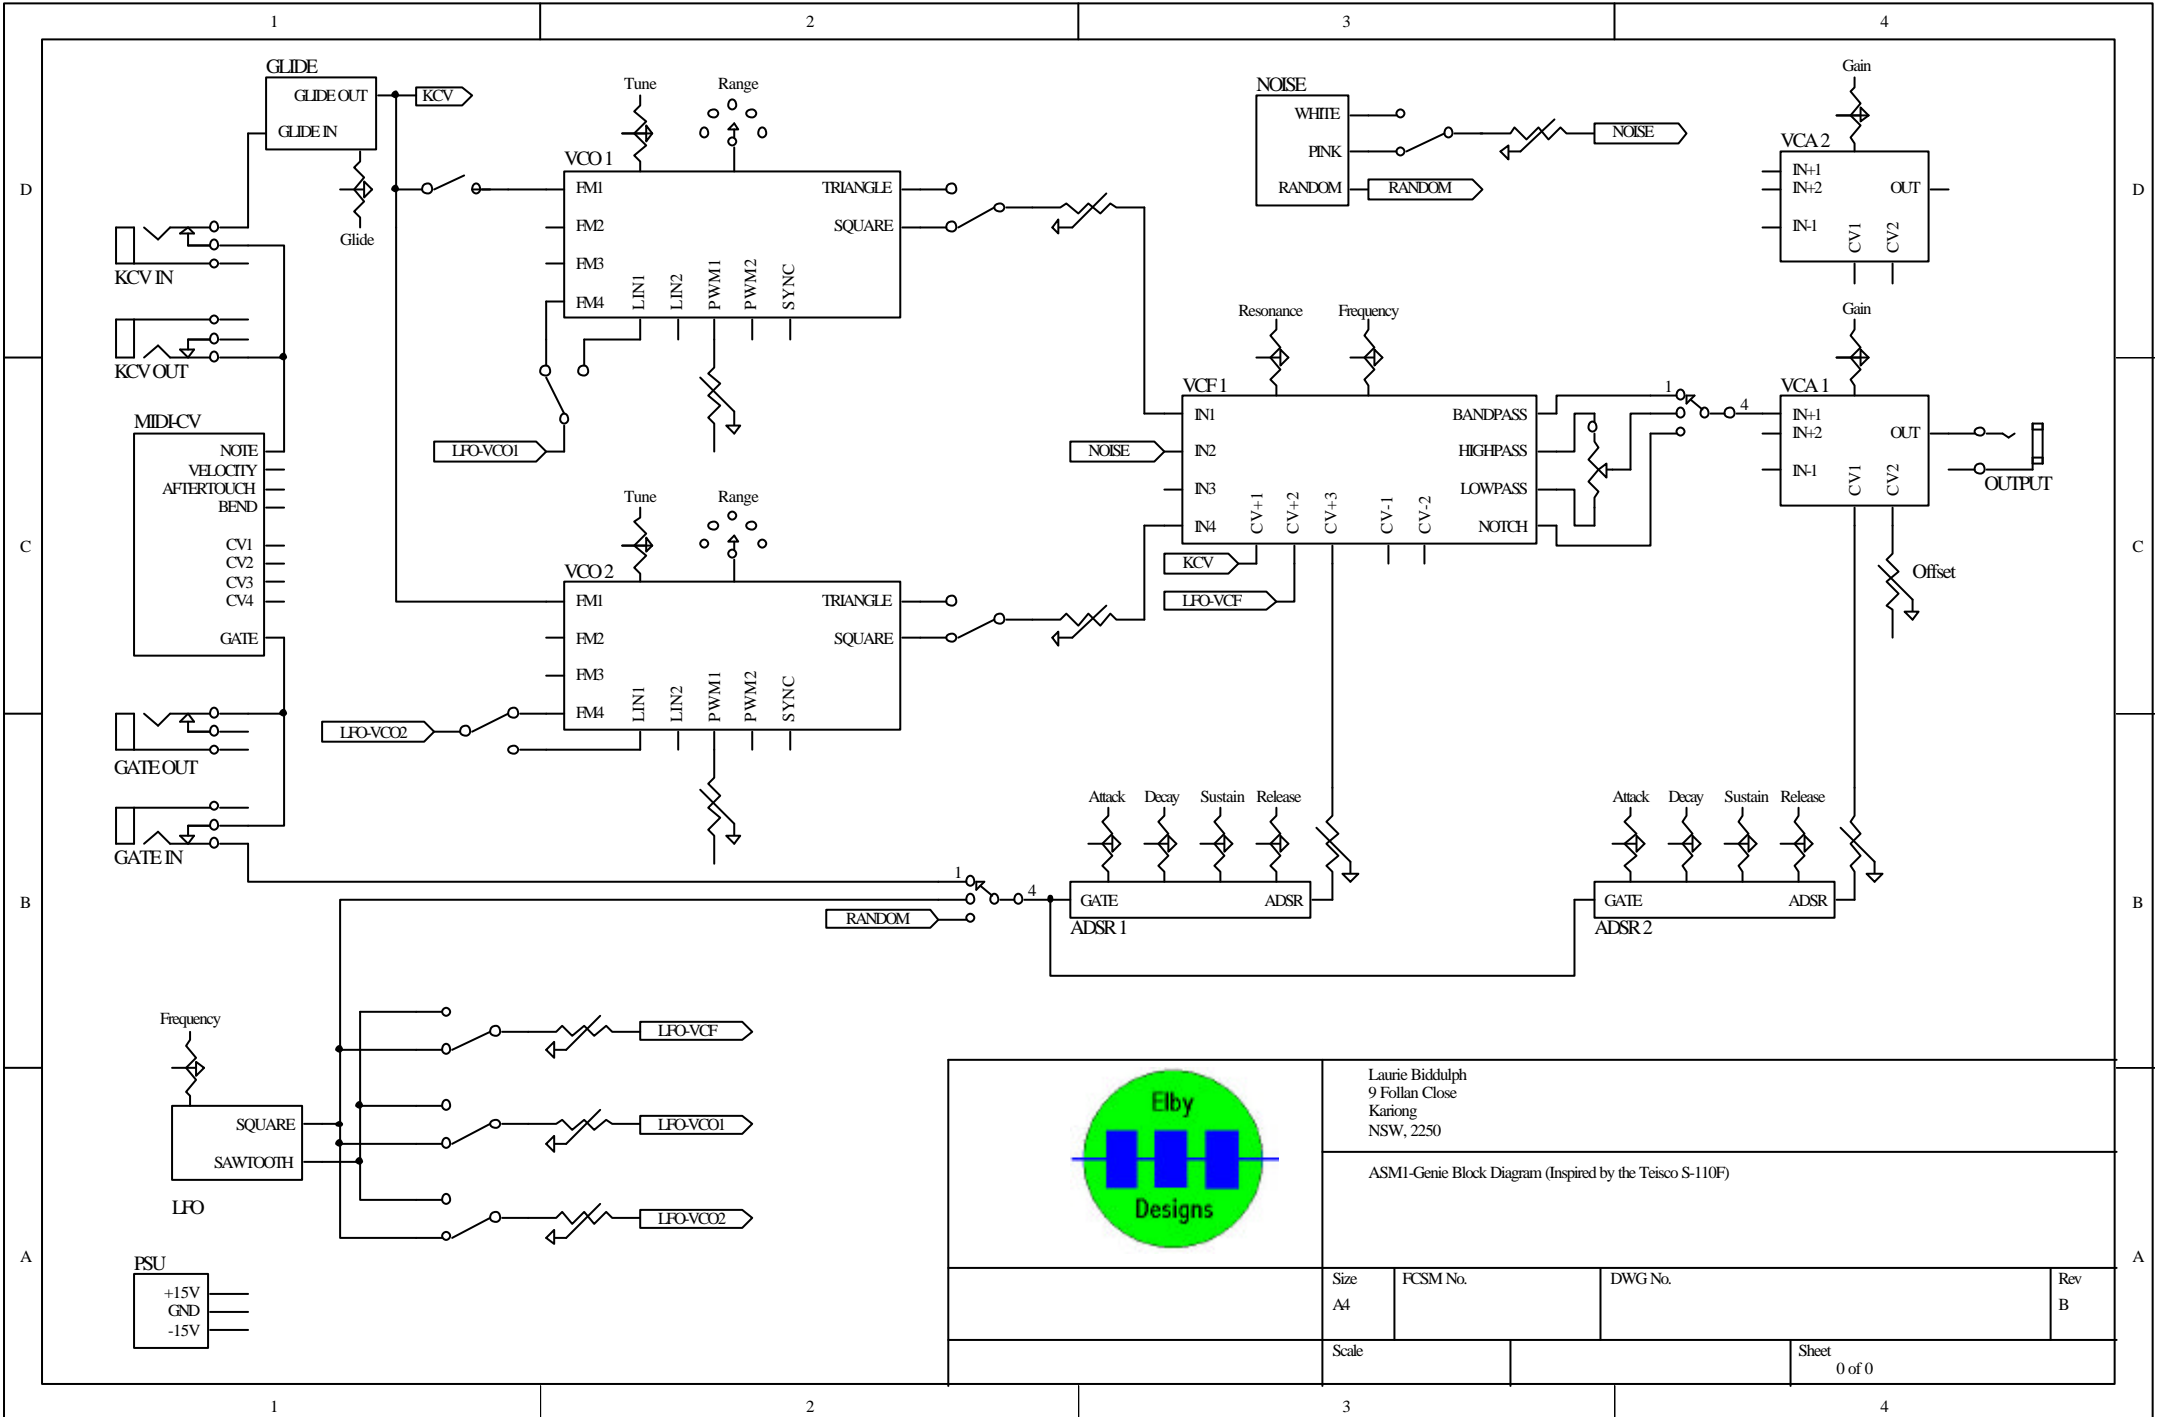 1
2
3
4
D
C
B
A
GLIDE
GLIDE OUT
GLIDE IN
Glide
KCV
KCV IN
KCV OUT
MIDI-CV
NOTE
VELOCITY
AFTERTOUCH
BEND
CV1
CV2
CV3
CV4
GATE
GATE OUT
GATE IN
Tune
Range
VCO 1
FM1
FM2
FM3
FM4
LIN1
LIN2
PWM1
PWM2
SYNC
TRIANGLE
SQUARE
LFO-VCO1
Tune
Range
VCO 2
FM1
FM2
FM3
FM4
LIN1
LIN2
PWM1
PWM2
SYNC
TRIANGLE
SQUARE
LFO-VCO2
NOISE
WHITE
PINK
RANDOM
NOISE
RANDOM
Resonance
Frequency
VCF 1
IN1
IN2
IN3
IN4
CV+1
CV+2
CV+3
CV-1
CV-2
BANDPASS
HIGHPASS
LOWPASS
NOTCH
NOISE
KCV
LFO-VCF
1
4
Gain
VCA 2
IN+1
IN+2
IN-1
OUT
CV1
CV2
Gain
VCA 1
IN+1
IN+2
IN-1
OUT
CV1
CV2
OUTPUT
Offset
1
4
RANDOM
Attack
Decay
Sustain
Release
GATE
ADSR
ADSR 1
Attack
Decay
Sustain
Release
GATE
ADSR
ADSR 2
Frequency
SQUARE
SAWTOOTH
LFO
LFO-VCF
LFO-VCO1
LFO-VCO2
PSU
+15V
GND
-15V
Elby
Designs
Laurie Biddulph
9 Follan Close
Kariong
NSW, 2250
ASM1-Genie Block Diagram (Inspired by the Teisco S-110F)
Size
A4
FCSM No.
DWG No.
Rev
B
Scale
Sheet
0 of 0
D
C
B
A
1
2
3
4